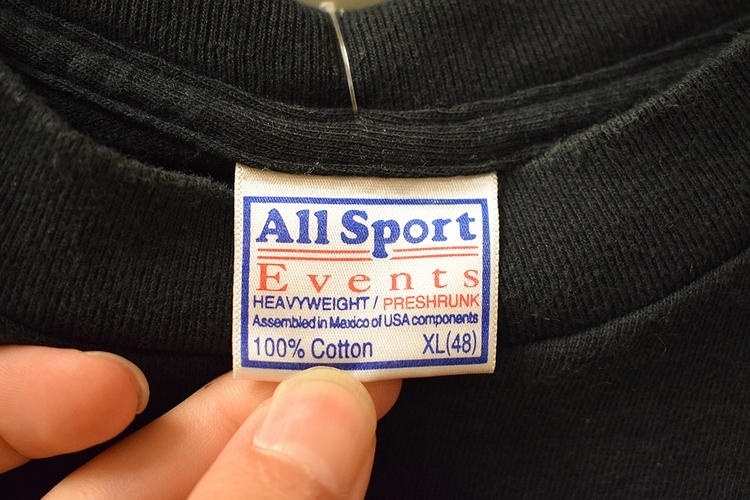 All Sport
Events
HEAVYWEIGHT / PRESHRUNK
Assembled in Mexico of USA components
100% Cotton XL(48)